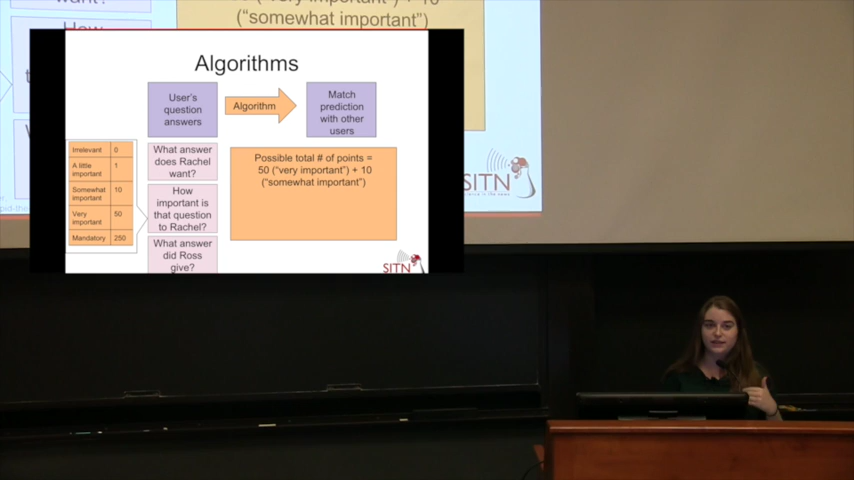 want?
("very important") + 10
("somewhat important")
How
Algorithms
User's
question
answers
Algorithm
Match
prediction
with other
users
Irrelevant 0
A little
important 1
Somewhat
important 10
Very
important 50
Mandatory 250
What answer
does Rachel
want?
How
important is
that question
to Rachel?
What answer
did Ross
give?
Possible total # of points =
50 ("very important") + 10
("somewhat important")
SITN
SITN